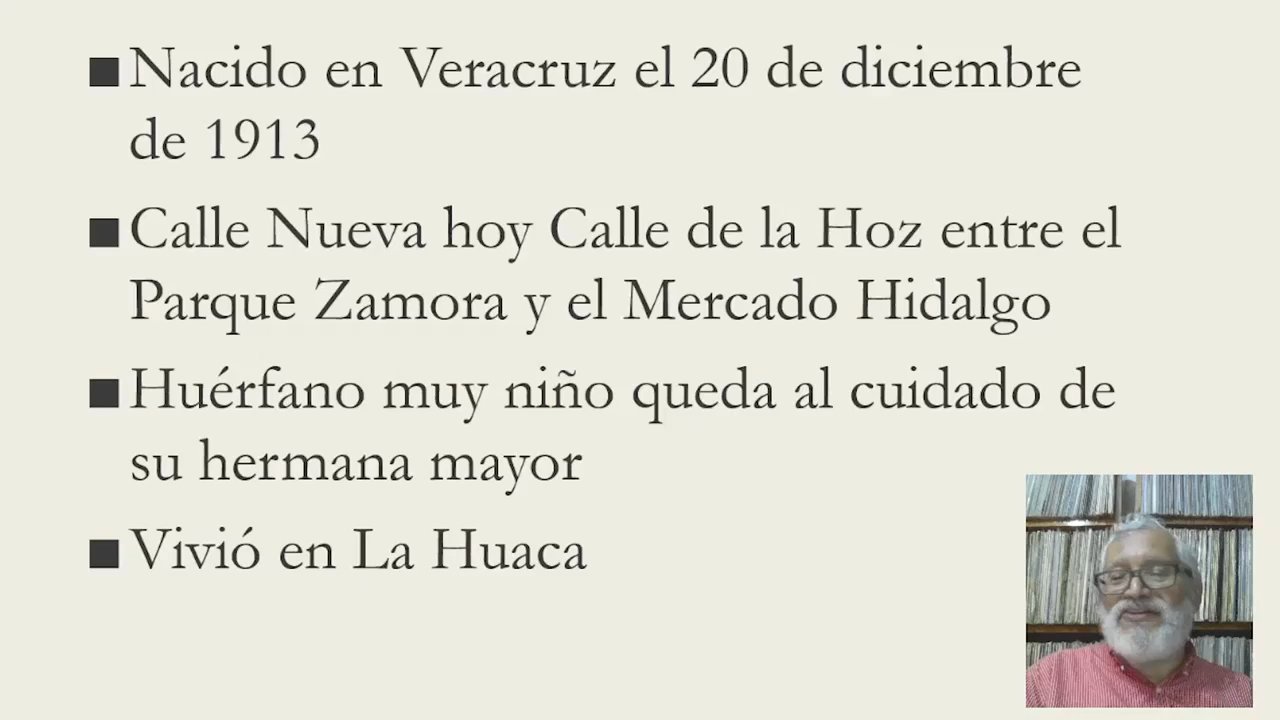 ■ Nacido en Veracruz el 20 de diciembre
de 1913
■ Calle Nueva hoy Calle de la Hoz entre el
Parque Zamora y el Mercado Hidalgo
■ Huérfano muy niño queda al cuidado de
su hermana mayor
■ Vivió en La Huaca